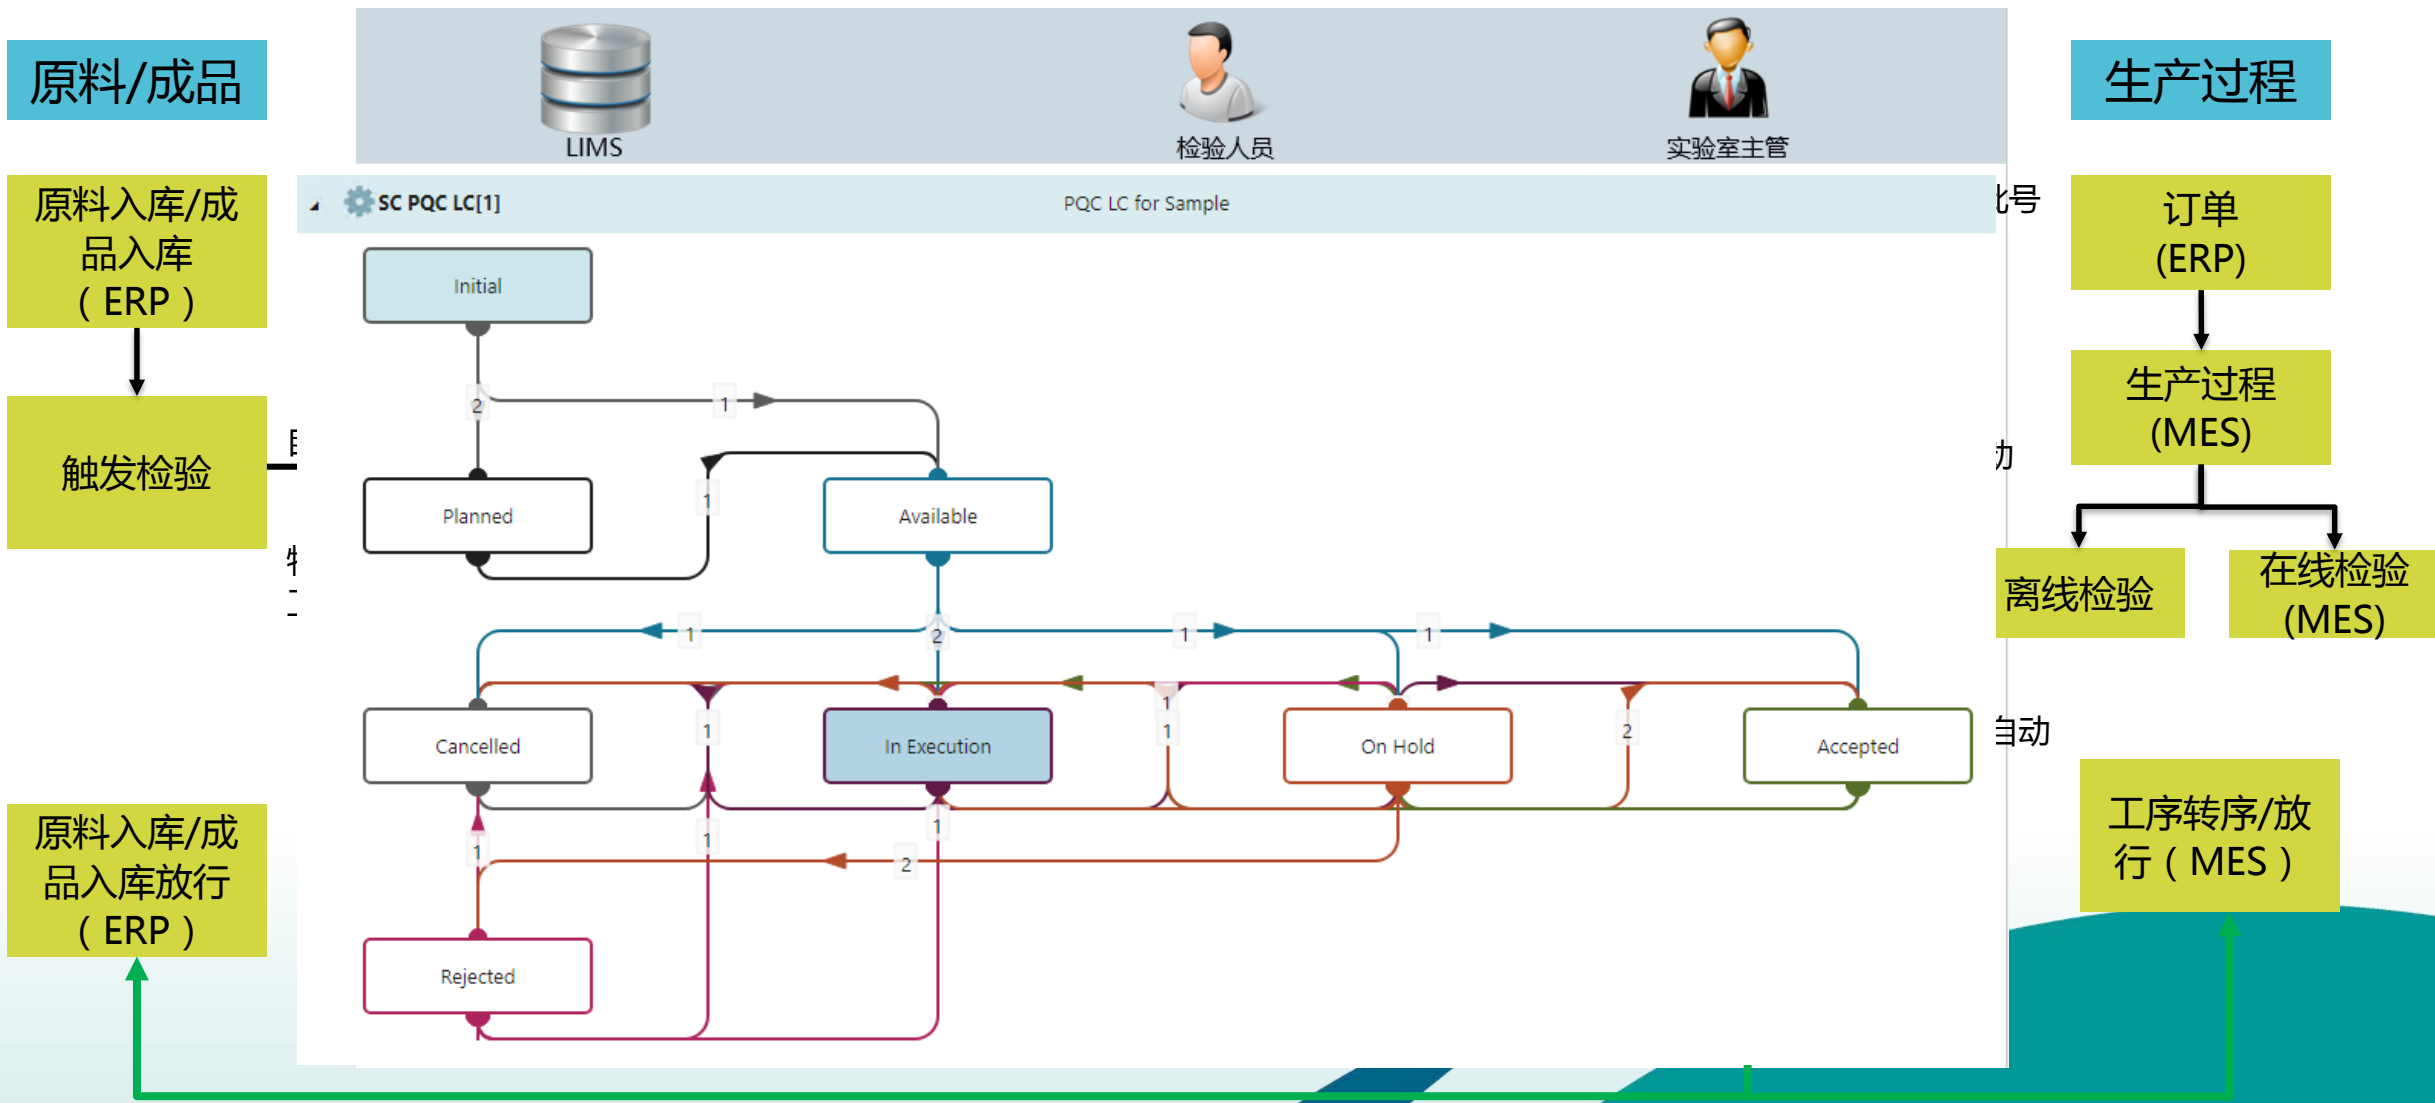 原料/成品
LIMS
检验人员
实验室主管
生产过程
原料入库/成
品入库
（ERP）
SC PQC LC[1]
PQC LC for Sample
号
订单
(ERP)
Initial
2
1
生产过程
(MES)
触发检验
Planned
1
Available
离线检验
在线检验
(MES)
1
2
1
1
1
1
1
2
Cancelled
In Execution
On Hold
Accepted
自动
原料入库/成
品入库放行
（ERP）
1
1
1
2
工序转序/放
行（MES）
Rejected